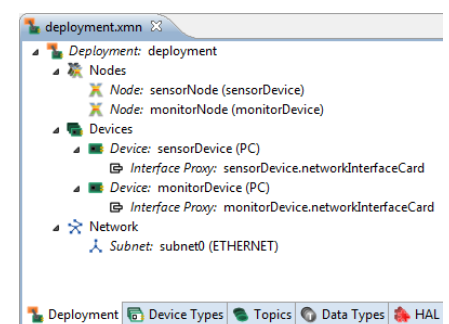 deployment.xmn
Deployment: deployment
Nodes
Node: sensorNode (sensorDevice)
Node: monitorNode (monitorDevice)
Devices
Device: sensorDevice (PC)
Interface Proxy: sensorDevice.networkInterfaceCard
Device: monitorDevice (PC)
Interface Proxy: monitorDevice.networkInterfaceCard
Network
Subnet: subnet0 (ETHERNET)
Deployment Device Types Topics Data Types HAL